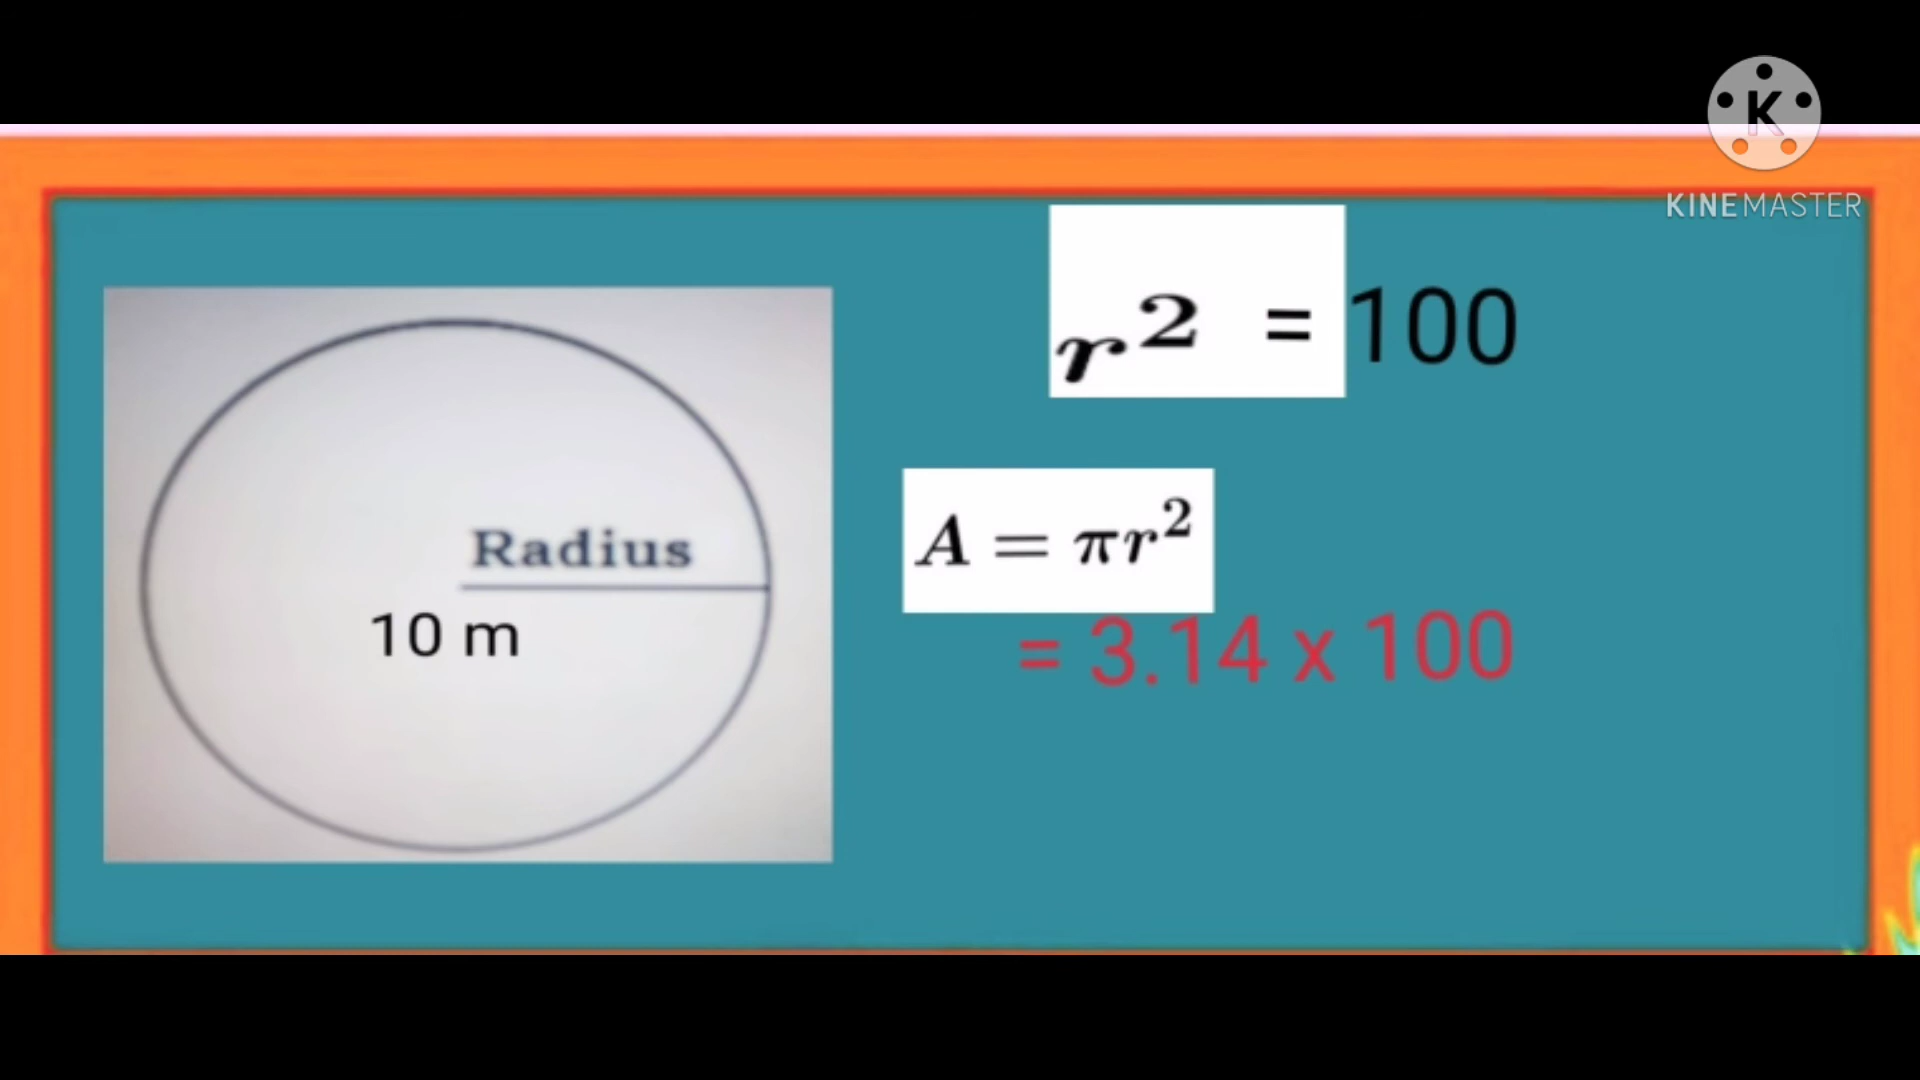 K
KINEMASTER
r² = 100
Radius
10 m
A = πr²
= 3.14 x 100